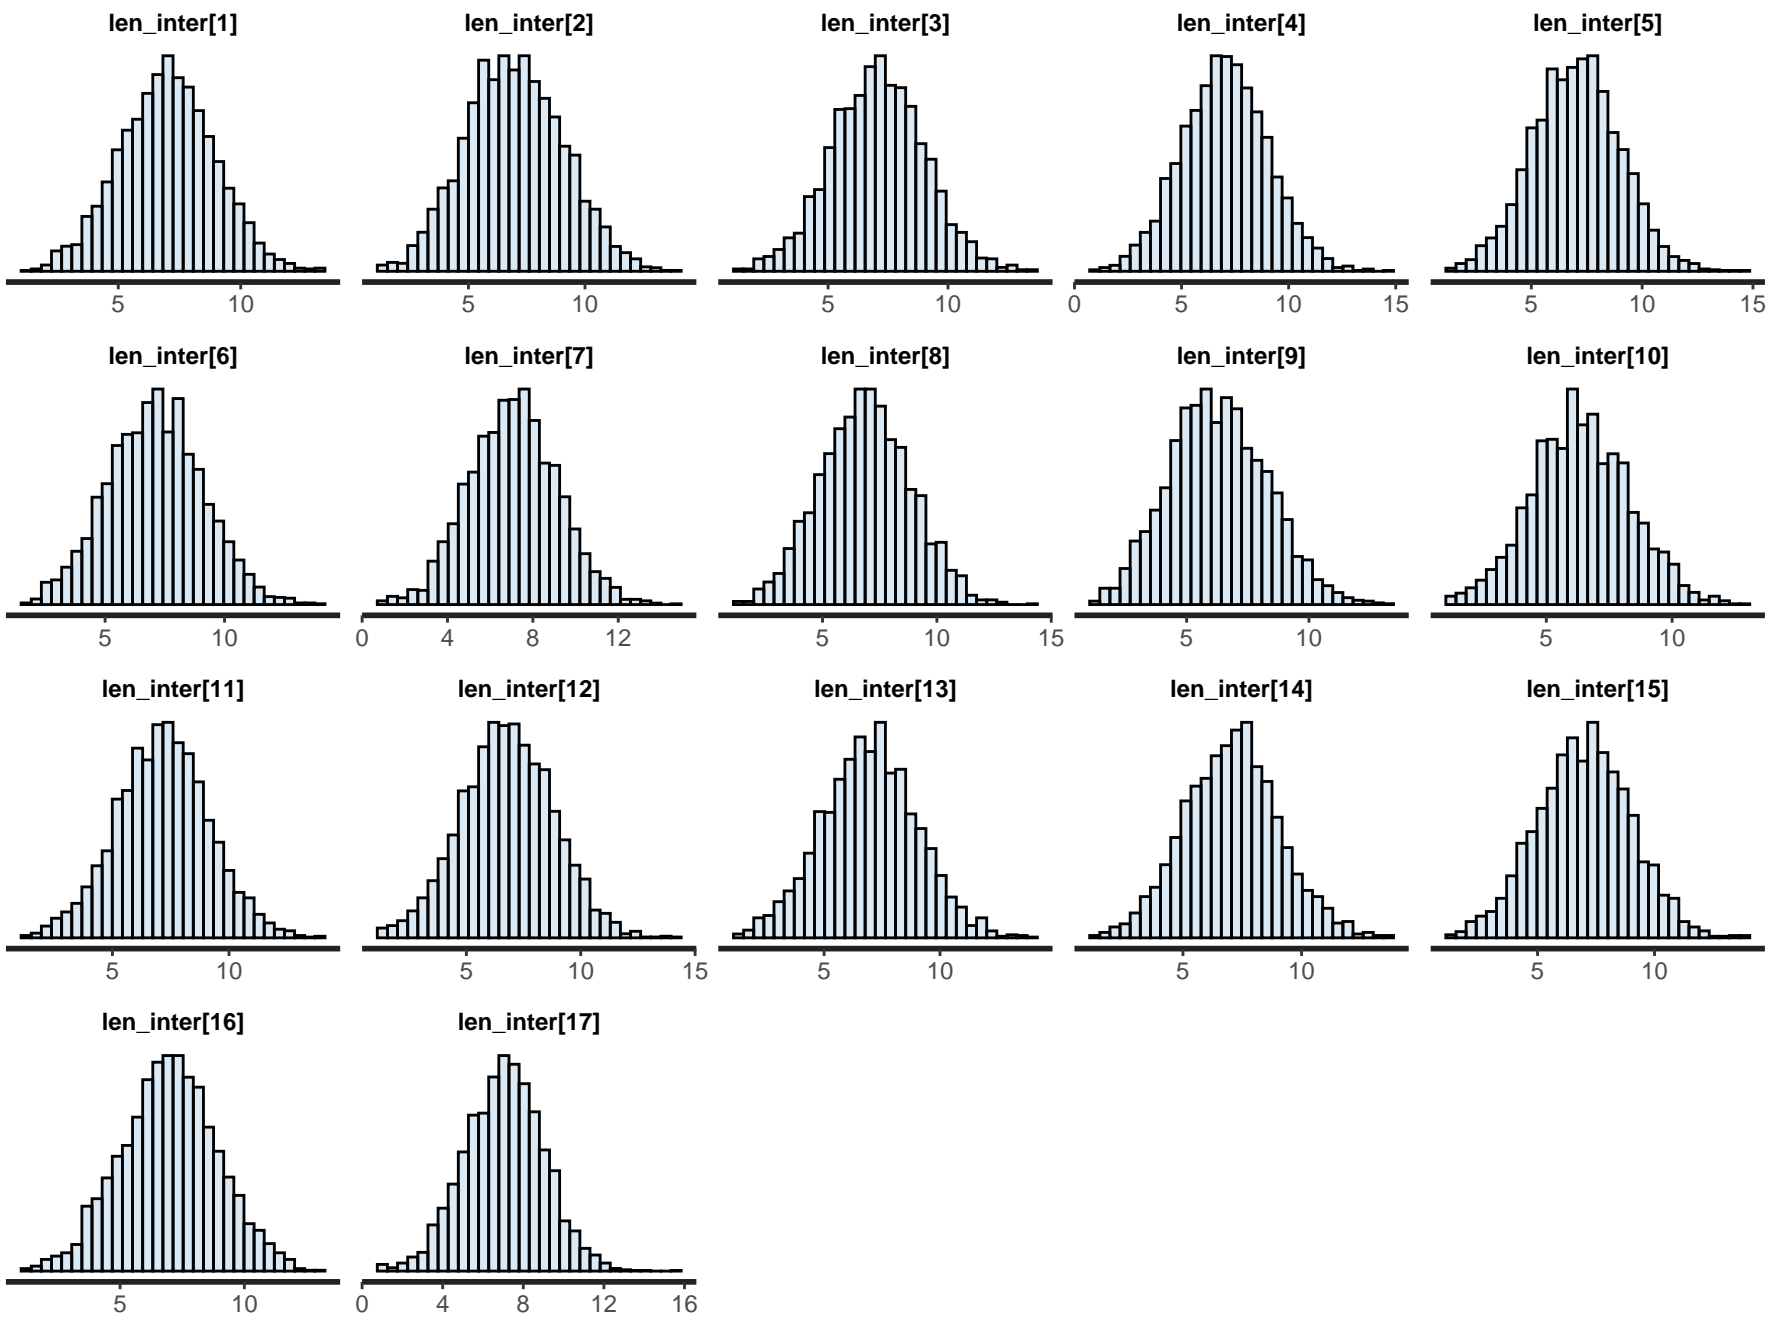 len_inter[1] len_inter[2] len_inter[3] len_inter[4] len_inter[5]
5 10 5 10 5 10 0 5 10 15 5 10 15
len_inter[6] len_inter[7] len_inter[8] len_inter[9] len_inter[10]
5 10 0 4 8 12 5 10 15 5 10 5 10
len_inter[11] len_inter[12] len_inter[13] len_inter[14] len_inter[15]
5 10 5 10 15 5 10 5 10 5 10
len_inter[16] len_inter[17]
5 10 0 4 8 12 16